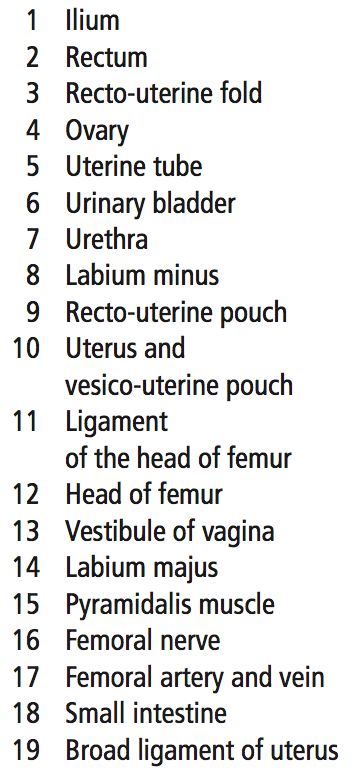 1 Ilium
2 Rectum
3 Recto-uterine fold
4 Ovary
5 Uterine tube
6 Urinary bladder
7 Urethra
8 Labium minus
9 Recto-uterine pouch
10 Uterus and
vesico-uterine pouch
11 Ligament
of the head of femur
12 Head of femur
13 Vestibule of vagina
14 Labium majus
15 Pyramidalis muscle
16 Femoral nerve
17 Femoral artery and vein
18 Small intestine
19 Broad ligament of uterus